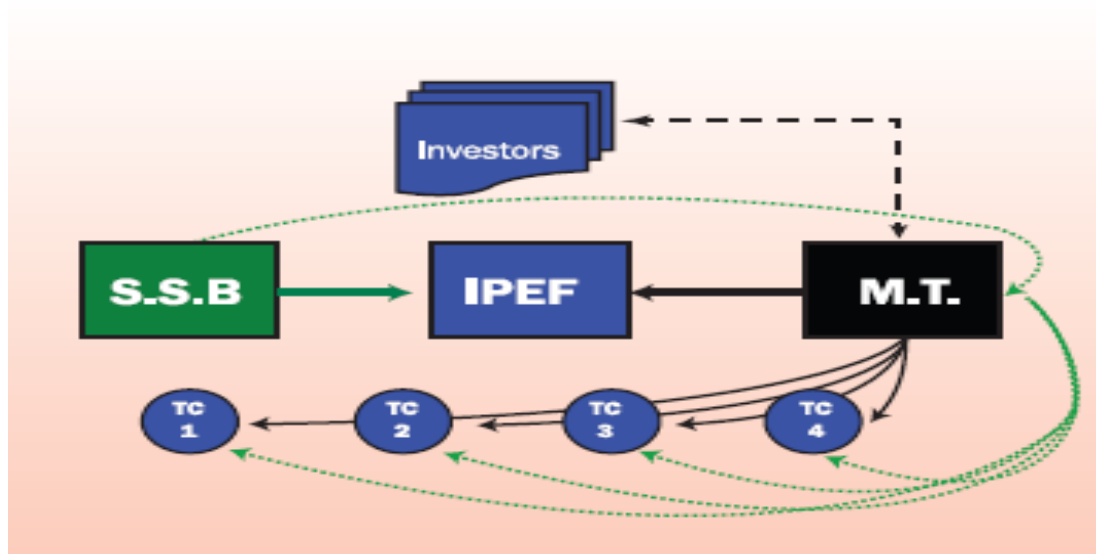 Investors
S.S.B
IPEF
M.T.
TC
1
TC
2
TC
3
TC
4